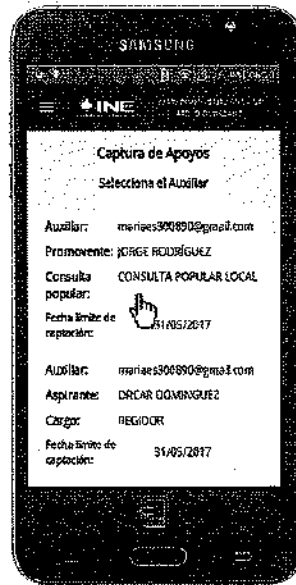 SAMSUNG
INE
Captura de Apoyos
Selecciona el Auxiliar
Auxiliar: mariaes300890@gmail.com
Promovente: JORGE RODRÍGUEZ
Consulta popular: CONSULTA POPULAR LOCAL
Fecha límite de captación: 31/05/2017
Auxiliar: mariaes300890@gmail.com
Aspirante: OSCAR DOMINGUEZ
Cargo: REGIDOR
Fecha límite de captación: 31/05/2017